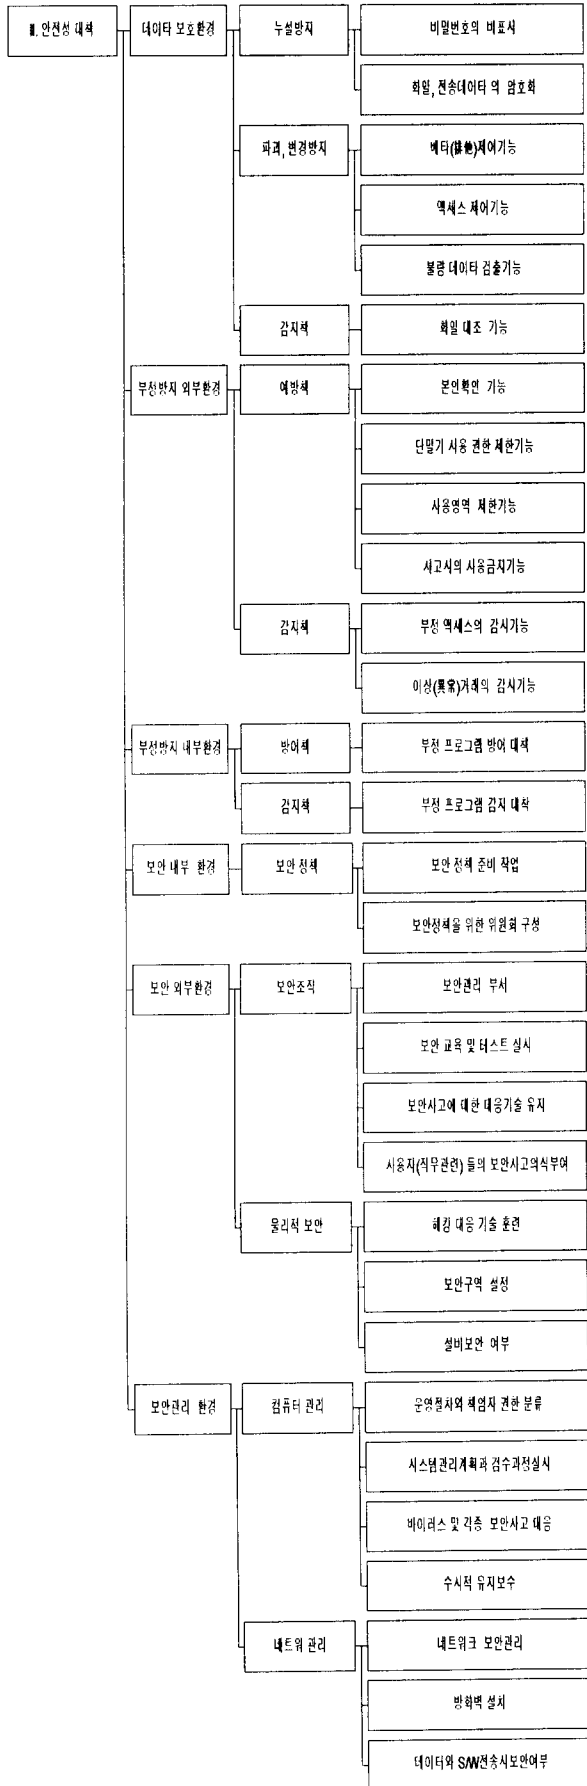 Ⅲ. 안전성 대책
데이타 보호환경
누설방지
비밀번호의 비표시
화일, 전송데이타 의 암호화
파괴, 변경방지
배타(排他)제어기능
액세스 제어기능
불량 데이타 검출기능
감지책
화일 대조 기능
부정방지 외부환경
예방책
본인확인 기능
단말기 사용 권한 제한기능
사용영역 제한기능
사고시의 사용금지기능
감지책
부정 액세스의 감시기능
이상(異常)거래의 감시기능
부정방지 내부환경
방어책
부정 프로그램 방어 대책
감지책
부정 프로그램 감지 대책
보안 내부 환경
보안 정책
보안 정책 준비 작업
보안정책을 위한 위원회 구성
보안 외부환경
보안조직
보안관리 부서
보안 교육 및 테스트 실시
보안사고에 대한 대응기술 유지
사용자(직무관련) 들의 보안사고의식부여
물리적 보안
해킹 대응 기술 훈련
보안구역 설정
설비보안 여부
보안관리 환경
컴퓨터 관리
운영절차와 책임자 권한 분류
시스템관리계획과 검수과정실시
바이러스 및 각종 보안사고 대응
수시적 유지보수
네트워 관리
네트워크 보안관리
방화벽 설치
데이터와 S/W전송시보안여부